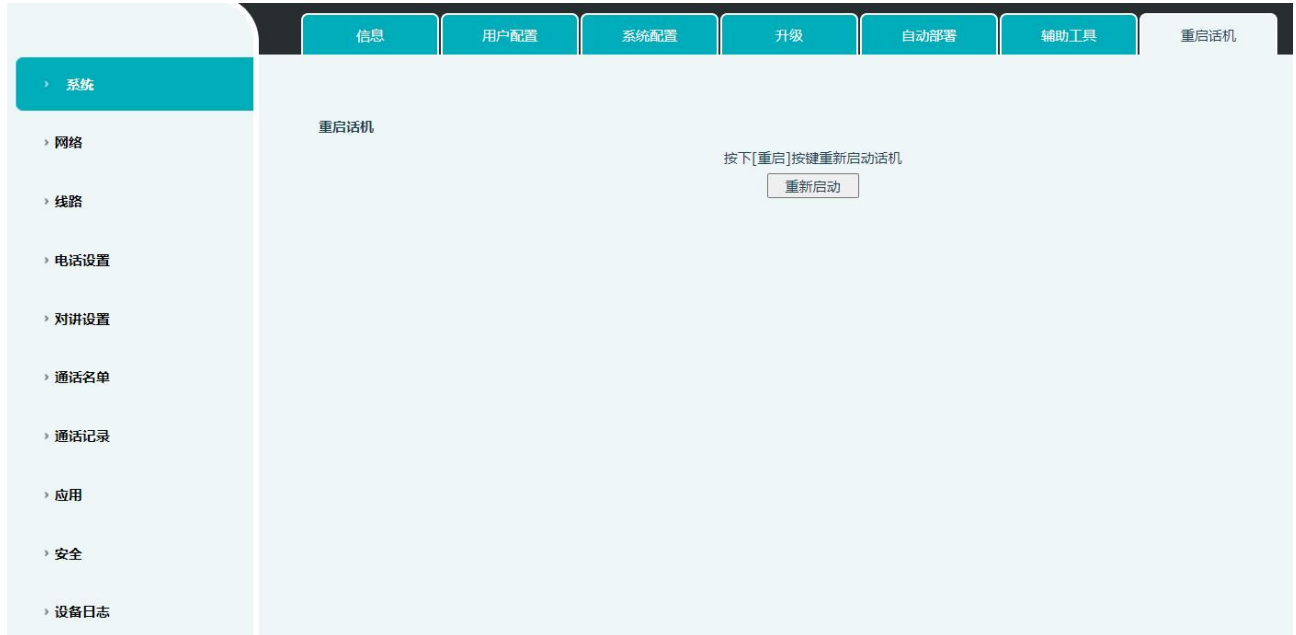 信息 用户配置 系统配置 升级 自动部署 辅助工具 重启话机
› 系统
› 网络
› 线路
› 电话设置
› 对讲设置
› 通话名单
› 通话记录
› 应用
› 安全
› 设备日志
重启话机
按下[重启]按键重新启动话机
重新启动